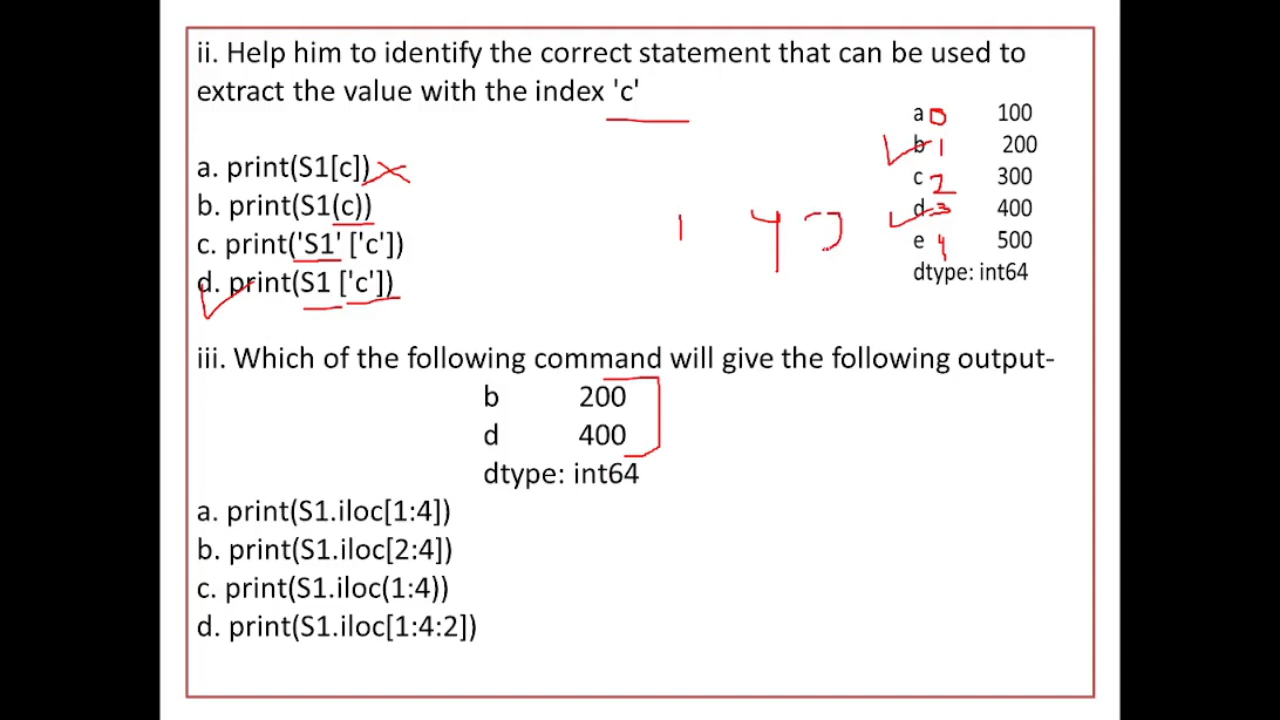 ii. Help him to identify the correct statement that can be used to
extract the value with the index 'c'
a 0 100
b 1 200
c 2 300
d 3 400
e 4 500
dtype: int64
a. print(S1[c])
b. print(S1(c))
c. print('S1' ['c'])
d. print(S1 ['c'])
1 4
iii. Which of the following command will give the following output-
b 200
d 400
dtype: int64
a. print(S1.iloc[1:4])
b. print(S1.iloc[2:4])
c. print(S1.iloc(1:4))
d. print(S1.iloc[1:4:2])